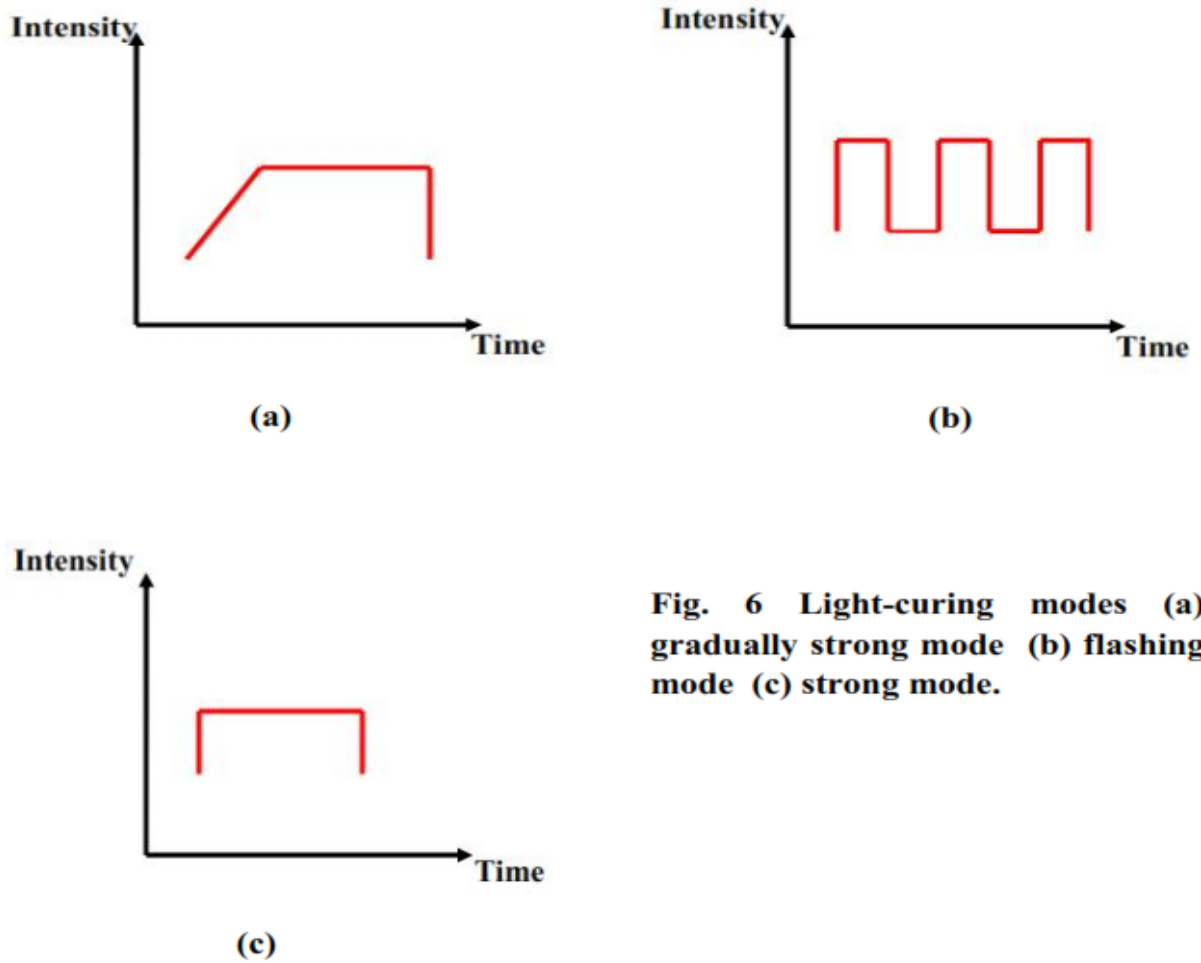 Intensity
Time
(a)
Intensity
Time
(b)
Intensity
Time
(c)
Fig. 6 Light-curing modes (a)
gradually strong mode (b) flashing
mode (c) strong mode.